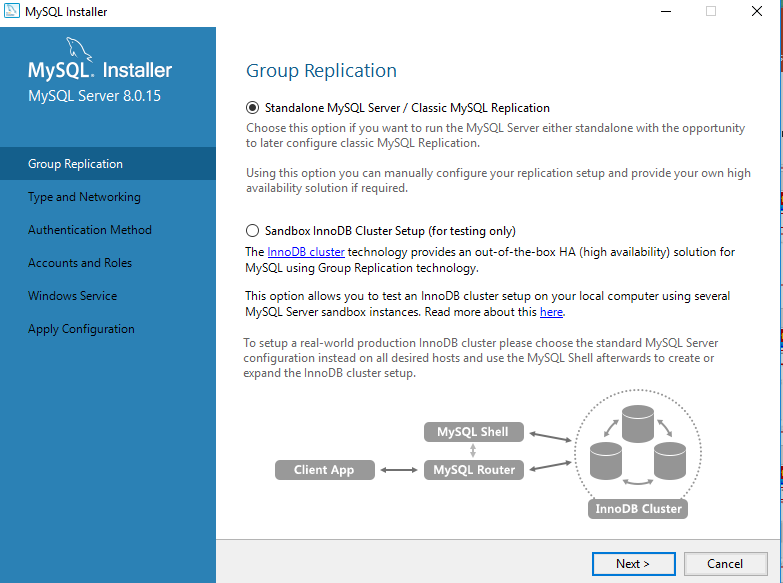 MySQL Installer
MySQL. Installer
MySQL Server 8.0.15
Group Replication
Type and Networking
Authentication Method
Accounts and Roles
Windows Service
Apply Configuration
Group Replication
Standalone MySQL Server / Classic MySQL Replication
Choose this option if you want to run the MySQL Server either standalone with the opportunity
to later configure classic MySQL Replication.
Using this option you can manually configure your replication setup and provide your own high
availability solution if required.
Sandbox InnoDB Cluster Setup (for testing only)
The InnoDB cluster technology provides an out-of-the-box HA (high availability) solution for
MySQL using Group Replication technology.
This option allows you to test an InnoDB cluster setup on your local computer using several
MySQL Server sandbox instances. Read more about this here.
To setup a real-world production InnoDB cluster please choose the standard MySQL Server
configuration instead on all desired hosts and use the MySQL Shell afterwards to create or
expand the InnoDB cluster setup.
MySQL Shell
Client App
MySQL Router
InnoDB Cluster
Next >
Cancel